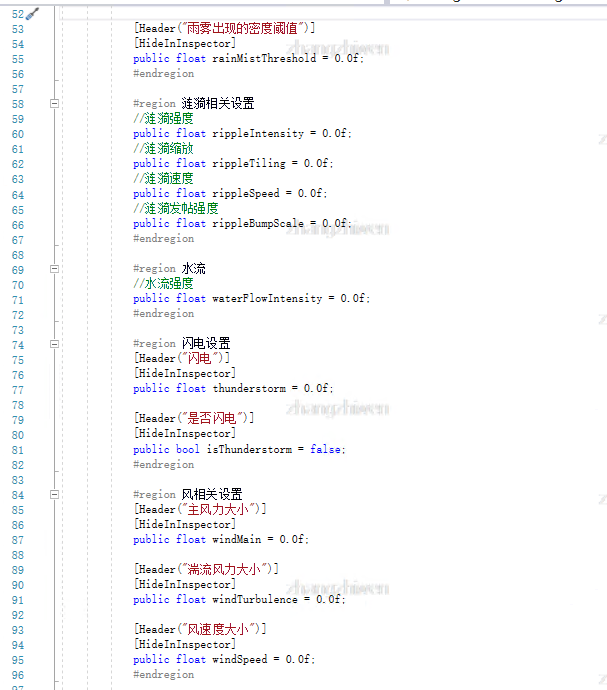 52
53 [Header("雨雾出现的密度阈值")]
54 [HideInInspector]
55 public float rainMistThreshold = 0.0f;
56 #endregion
57
58 #region 涟漪相关设置
59 //涟漪强度
60 public float rippleIntensity = 0.0f;
61 //涟漪缩放
62 public float rippleTiling = 0.0f;
63 //涟漪速度
64 public float rippleSpeed = 0.0f;
65 //涟漪发帖强度
66 public float rippleBumpScale = 0.0f;
67 #endregion
68
69 #region 水流
70 //水流强度
71 public float waterFlowIntensity = 0.0f;
72 #endregion
73
74 #region 闪电设置
75 [Header("闪电")]
76 [HideInInspector]
77 public float thunderstorm = 0.0f;
78
79 [Header("是否闪电")]
80 [HideInInspector]
81 public bool isThunderstorm = false;
82 #endregion
83
84 #region 风相关设置
85 [Header("主风力大小")]
86 [HideInInspector]
87 public float windMain = 0.0f;
88
89 [Header("湍流风力大小")]
90 [HideInInspector]
91 public float windTurbulence = 0.0f;
92
93 [Header("风速度大小")]
94 [HideInInspector]
95 public float windSpeed = 0.0f;
96 #endregion
zhangzhiwen
zhangzhiwen
zhangzhiwen
zhangzhiwen